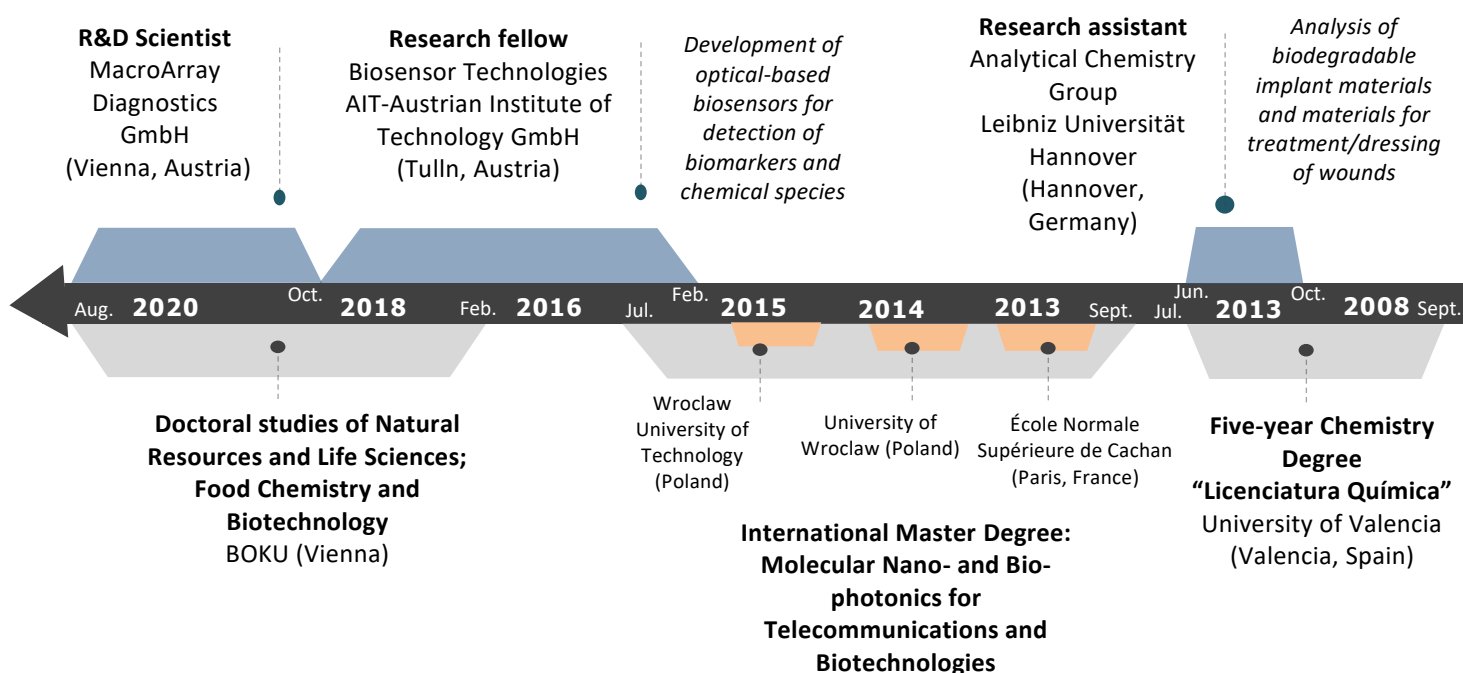 R&D Scientist
MacroArray
Diagnostics
GmbH
(Vienna, Austria)
Research fellow
Biosensor Technologies
AIT-Austrian Institute of
Technology GmbH
(Tulln, Austria)
Development of
optical-based
biosensors for
detection of
biomarkers and
chemical species
Research assistant
Analytical Chemistry
Group
Leibniz Universität
Hannover
(Hannover,
Germany)
Analysis of
biodegradable
implant materials
and materials for
treatment/dressing
of wounds
Aug. 2020 Oct. 2018 Feb. 2016 Jul. Feb. 2015 2014 2013 Sept. Jul. Jun. 2013 Oct. 2008 Sept.
Doctoral studies of Natural
Resources and Life Sciences;
Food Chemistry and
Biotechnology
BOKU (Vienna)
Wroclaw
University of
Technology
(Poland)
University of
Wroclaw (Poland)
École Normale
Supérieure de Cachan
(Paris, France)
International Master Degree:
Molecular Nano- and Bio-
photonics for
Telecommunications and
Biotechnologies
Five-year Chemistry
Degree
“Licenciatura Química”
University of Valencia
(Valencia, Spain)